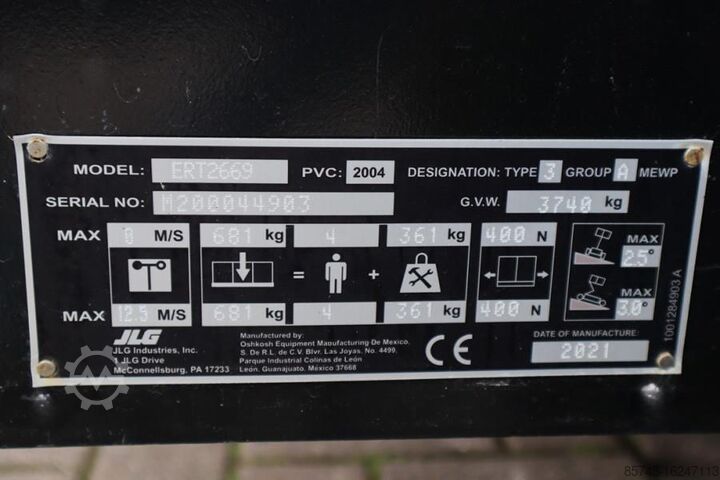 MODEL: ERT2669 PVC: 2004 DESIGNATION: TYPE 3 GROUP A MEWP
SERIAL NO: M200044903 G.V.W. 3740 kg
MAX 0 M/S 681 kg 4 361 kg 400 N MAX 2.5°
= +
MAX 12.5 M/S 681 kg 4 361 kg 400 N MAX 3.0°
JLG
JLG Industries, Inc.
1 JLG Drive
McConnellsburg, PA 17233
Manufactured by:
Oshkosh Equipment Manufacturing De Mexico.
S. De R.L. de C.V. Blvr. Las Joyas. No. 4499.
Parque Industrial Colinas de León
León. Guanajuato. México 37668
CE
DATE OF MANUFACTURE:
2021
1001284903 A
85745-16247113